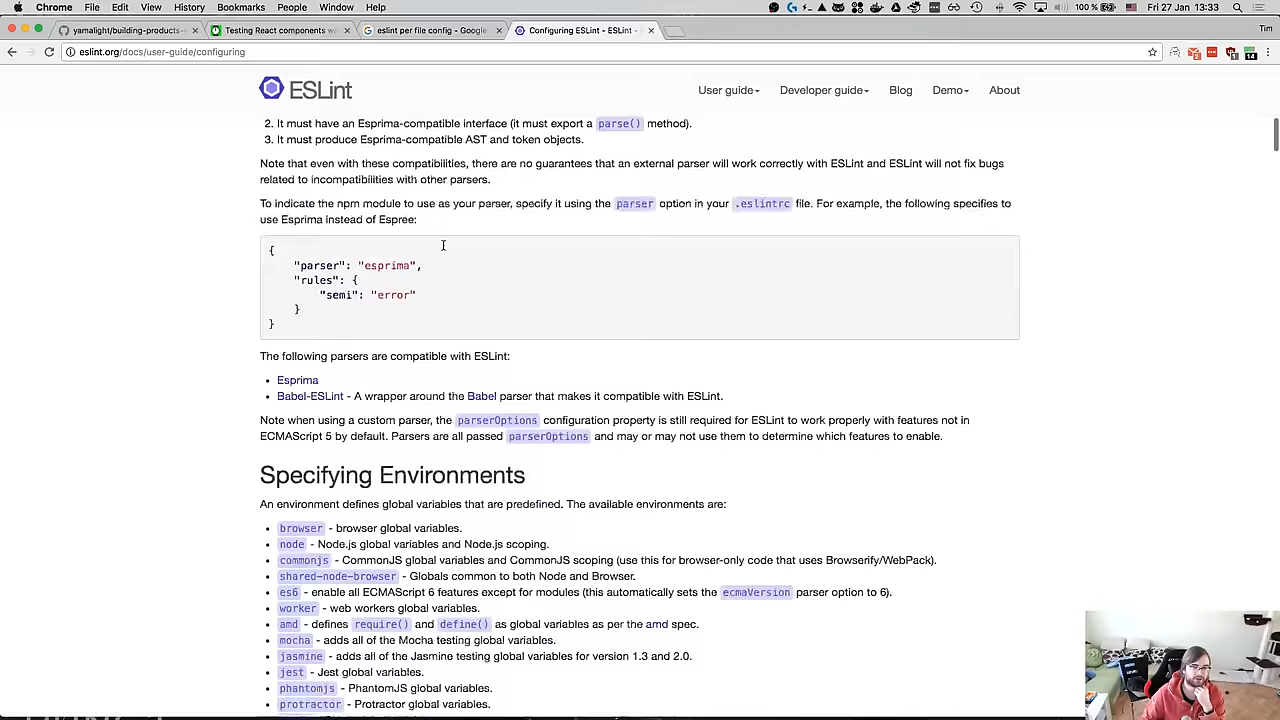 Chrome File Edit View History Bookmarks People Window Help 100 % Fri 27 Jan 13:33
yamalight/building-products- Testing React components wi eslint per file config - Google Configuring ESLint - ESLint - Tim
eslint.org/docs/user-guide/configuring
ESLint User guide Developer guide Blog Demo About
2. It must have an Esprima-compatible interface (it must export a parse() method).
3. It must produce Esprima-compatible AST and token objects.
Note that even with these compatibilities, there are no guarantees that an external parser will work correctly with ESLint and ESLint will not fix bugs
related to incompatibilities with other parsers.
To indicate the npm module to use as your parser, specify it using the parser option in your .eslintrc file. For example, the following specifies to
use Esprima instead of Espree:
{
"parser": "esprima",
"rules": {
"semi": "error"
}
}
The following parsers are compatible with ESLint:
• Esprima
• Babel-ESLint - A wrapper around the Babel parser that makes it compatible with ESLint.
Note when using a custom parser, the parserOptions configuration property is still required for ESLint to work properly with features not in
ECMAScript 5 by default. Parsers are all passed parserOptions and may or may not use them to determine which features to enable.
Specifying Environments
An environment defines global variables that are predefined. The available environments are:
• browser - browser global variables.
• node - Node.js global variables and Node.js scoping.
• commonjs - CommonJS global variables and CommonJS scoping (use this for browser-only code that uses Browserify/WebPack).
• shared-node-browser - Globals common to both Node and Browser.
• es6 - enable all ECMAScript 6 features except for modules (this automatically sets the ecmaVersion parser option to 6).
• worker - web workers global variables.
• amd - defines require() and define() as global variables as per the amd spec.
• mocha - adds all of the Mocha testing global variables.
• jasmine - adds all of the Jasmine testing global variables for version 1.3 and 2.0.
• jest - Jest global variables.
• phantomjs - PhantomJS global variables.
• protractor - Protractor global variables.